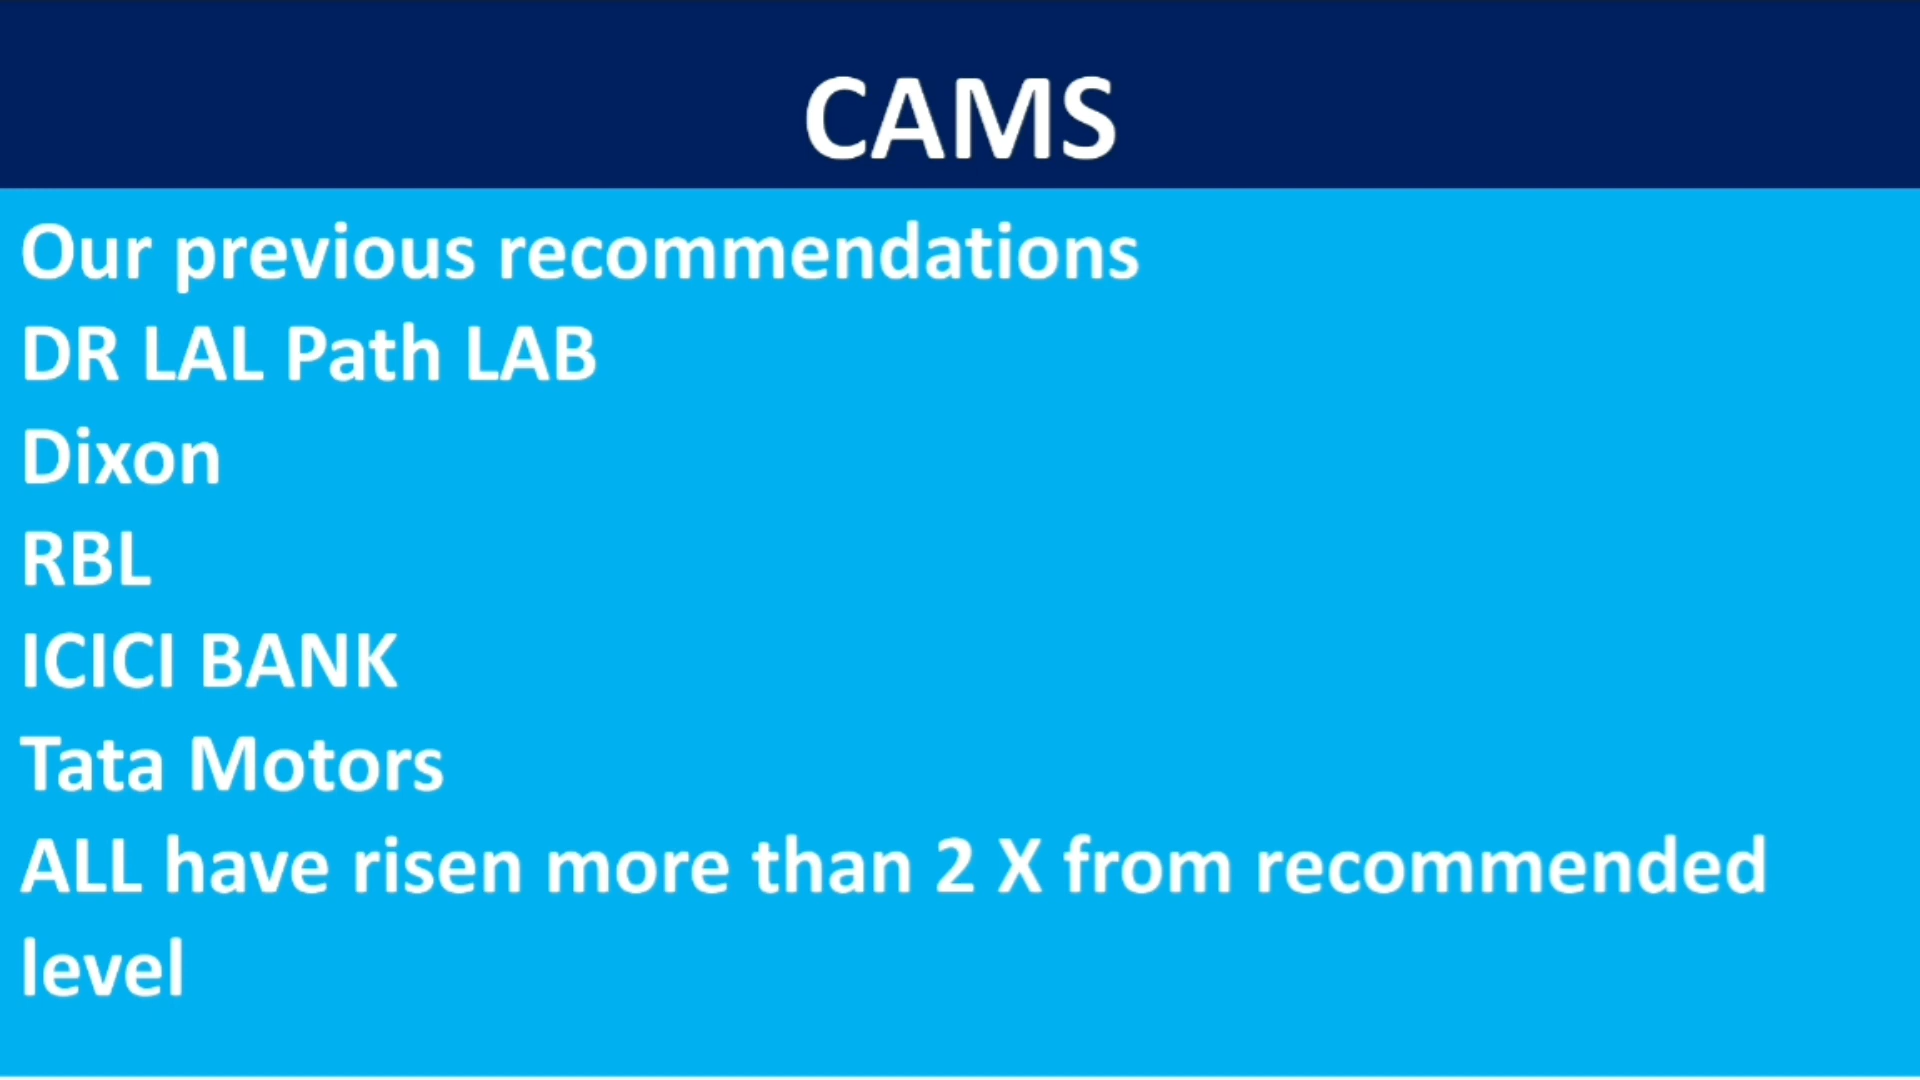 CAMS
Our previous recommendations
DR LAL Path LAB
Dixon
RBL
ICICI BANK
Tata Motors
ALL have risen more than 2 X from recommended
level